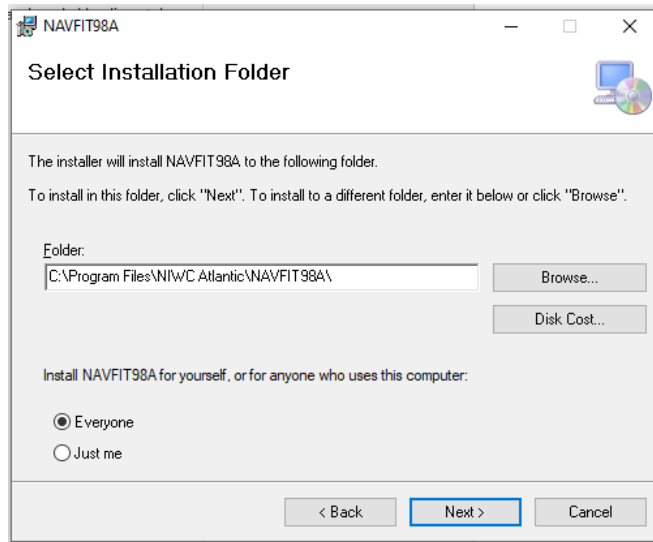 NAVFIT98A
Select Installation Folder
The installer will install NAVFIT98A to the following folder.
To install in this folder, click "Next". To install to a different folder, enter it below or click "Browse".
Folder:
C:\Program Files\NIWC Atlantic\NAVFIT98A\
Browse...
Disk Cost...
Install NAVFIT98A for yourself, or for anyone who uses this computer:
Everyone
Just me
< Back
Next >
Cancel